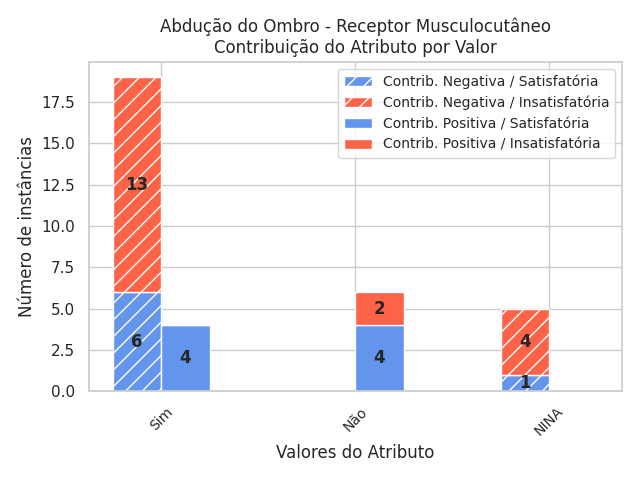 Abdução do Ombro - Receptor Musculocutâneo
Contribuição do Atributo por Valor
Contrib. Negativa / Satisfatória
Contrib. Negativa / Insatisfatória
Contrib. Positiva / Satisfatória
Contrib. Positiva / Insatisfatória
Número de instâncias
17.5
15.0
12.5
10.0
7.5
5.0
2.5
0.0
13
6
4
2
4
4
1
Sim
Não
NINA
Valores do Atributo